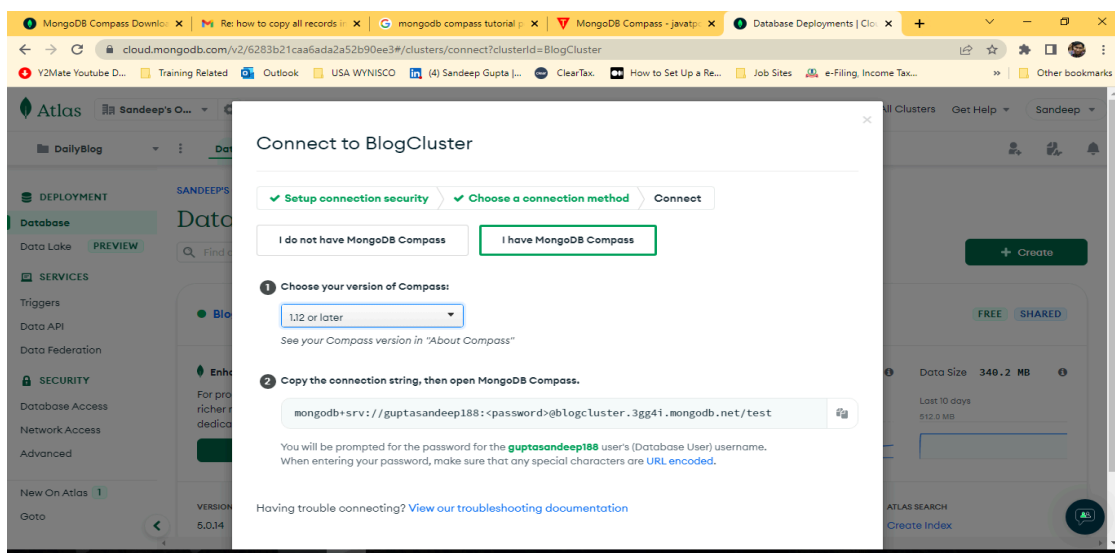 MongoDB Compass Downlo
Re: how to copy all records in
mongodb compass tutorial p
MongoDB Compass - javatp
Database Deployments | Clo
cloud.mongodb.com/v2/6283b21caa6ada2a52b90ee3#/clusters/connect?clusterId=BlogCluster
Y2Mate Youtube D...
Training Related
Outlook
USA WYNISCO
(4) Sandeep Gupta |...
ClearTax.
How to Set Up a Re...
Job Sites
e-Filing, Income Tax...
»
Other bookmarks
Atlas
Sandeep's O...
All Clusters
Get Help
Sandeep
DailyBlog
Dat
DEPLOYMENT
Database
Data Lake PREVIEW
SERVICES
Triggers
Data API
Data Federation
SECURITY
Database Access
Network Access
Advanced
New On Atlas 1
Goto
SANDEEP'S
Data
Find
Blo
Enha
For pro
richer
dedica
VERSION
5.0.14
Connect to BlogCluster
Setup connection security
Choose a connection method
Connect
I do not have MongoDB Compass
I have MongoDB Compass
1 Choose your version of Compass:
1.12 or later
See your Compass version in "About Compass"
2 Copy the connection string, then open MongoDB Compass.
mongodb+srv://guptasandeep188:<password>@blogcluster.3gg4i.mongodb.net/test
You will be prompted for the password for the guptasandeep188 user's (Database User) username.
When entering your password, make sure that any special characters are URL encoded.
Having trouble connecting? View our troubleshooting documentation
+ Create
FREE SHARED
Data Size 340.2 MB
Last 10 days
512.0 MB
ATLAS SEARCH
Create Index